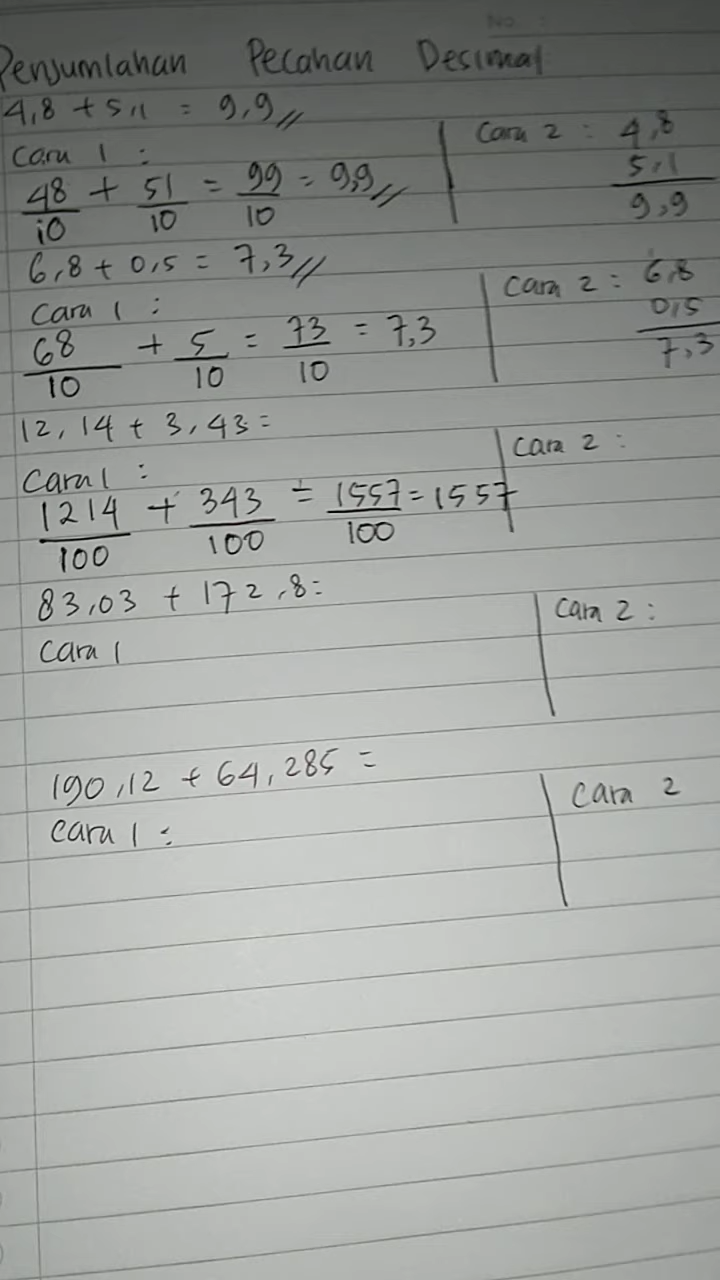 No :
Penjumlahan Pecahan Desimal
4,8 + 5,1 = 9,9 //
Cara 1 :
48/10 + 51/10 = 99/10 = 9,9 //
Cara 2 : 4,8
5,1
9,9
6,8 + 0,5 = 7,3 //
Cara 1 :
68/10 + 5/10 = 73/10 = 7,3
Cara 2 : 6,8
0,5
7,3
12,14 + 3,43 =
Cara 1 :
1214/100 + 343/100 = 1557/100 = 1557
Cara 2 :
83,03 + 172,8 =
Cara 1
Cara 2 :
190,12 + 64,285 =
Cara 1 :
Cara 2